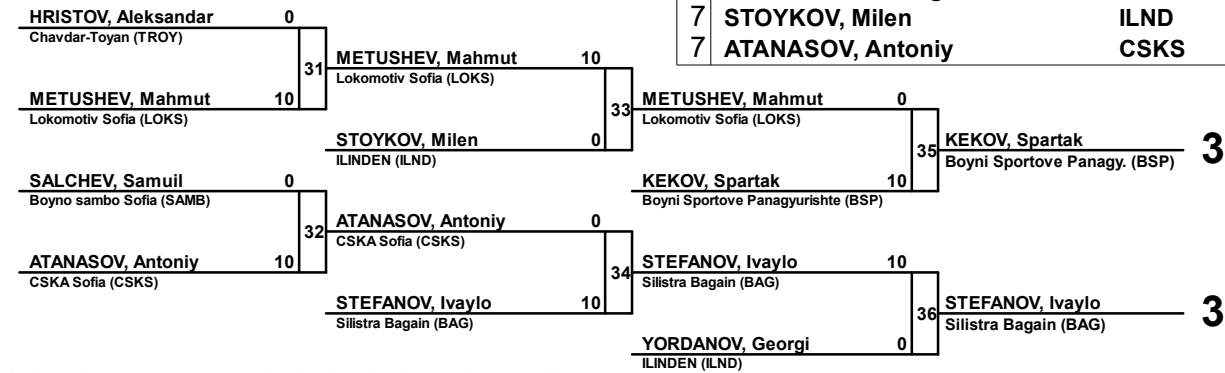 HRISTOV, Aleksandar 0
Chavdar-Toyan (TROY)
31
METUSHEV, Mahmut 10
Lokomotiv Sofia (LOKS)
METUSHEV, Mahmut 10
Lokomotiv Sofia (LOKS)
33
STOYKOV, Milen 0
ILINDEN (ILND)
METUSHEV, Mahmut 0
Lokomotiv Sofia (LOKS)
35
KEKOV, Spartak 10
Boyni Sportove Panagyurishte (BSP)
KEKOV, Spartak
Boyni Sportove Panagy. (BSP)
3
SALCHEV, Samuil 0
Boyno sambo Sofia (SAMB)
32
ATANASOV, Antoniy 10
CSKA Sofia (CSKS)
ATANASOV, Antoniy 0
CSKA Sofia (CSKS)
34
STEFANOV, Ivaylo 10
Silistra Bagain (BAG)
STEFANOV, Ivaylo 10
Silistra Bagain (BAG)
36
YORDANOV, Georgi 0
ILINDEN (ILND)
STEFANOV, Ivaylo
Silistra Bagain (BAG)
3
7 STOYKOV, Milen ILND
7 ATANASOV, Antoniy CSKS